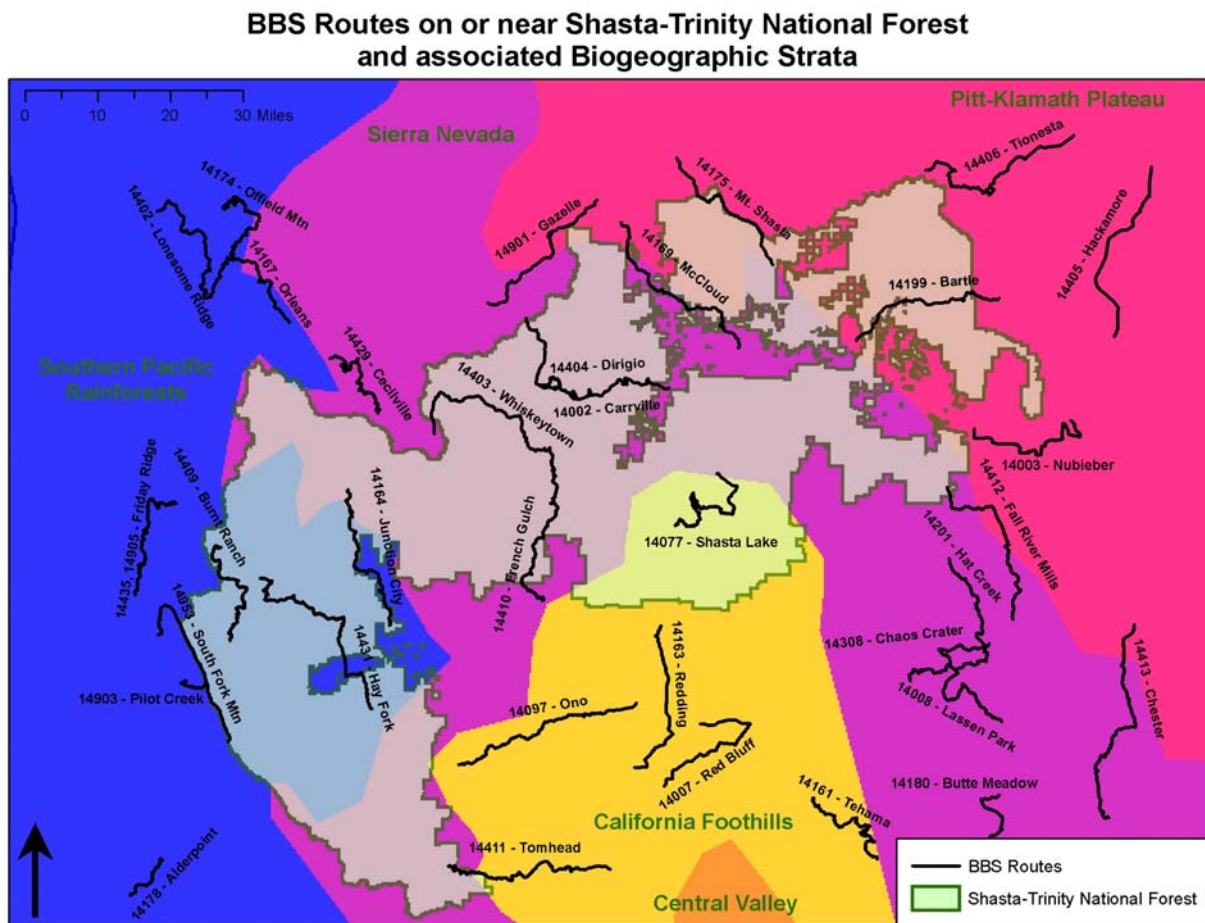 BBS Routes on or near Shasta-Trinity National Forest
and associated Biogeographic Strata
0 10 20 30 Miles
Sierra Nevada
Pitt-Klamath Plateau
14406 - Tionesta
14174 - Offield Mtn
14175 - Mt. Shasta
14402 - Lonesome Ridge
14901 - Gazelle
14405 - Hackamore
14167 - Orleans
14169 - McCloud
14199 - Bartle
Southern Pacific
Rainforests
14429 - Cecilville
14404 - Dirigio
14403 - Whiskeytown
14002 - Carrville
14003 - Nubieber
14409 - Burnt Ranch
14435, 14905 - Friday Ridge
14164 - Junction City
14410 - French Gulch
14077 - Shasta Lake
14412 - Fall River Mills
14201 - Hat Creek
14953 - South Fork Mtn
14431 - Hay Fork
14163 - Redding
14308 - Chaos Crater
14903 - Pilot Creek
14008 - Lassen Park
14413 - Chester
14097 - Ono
14007 - Red Bluff
14161 - Tehama
14180 - Butte Meadow
California Foothills
14411 - Tomhead
14178 - Alderpoint
Central Valley
BBS Routes
Shasta-Trinity National Forest